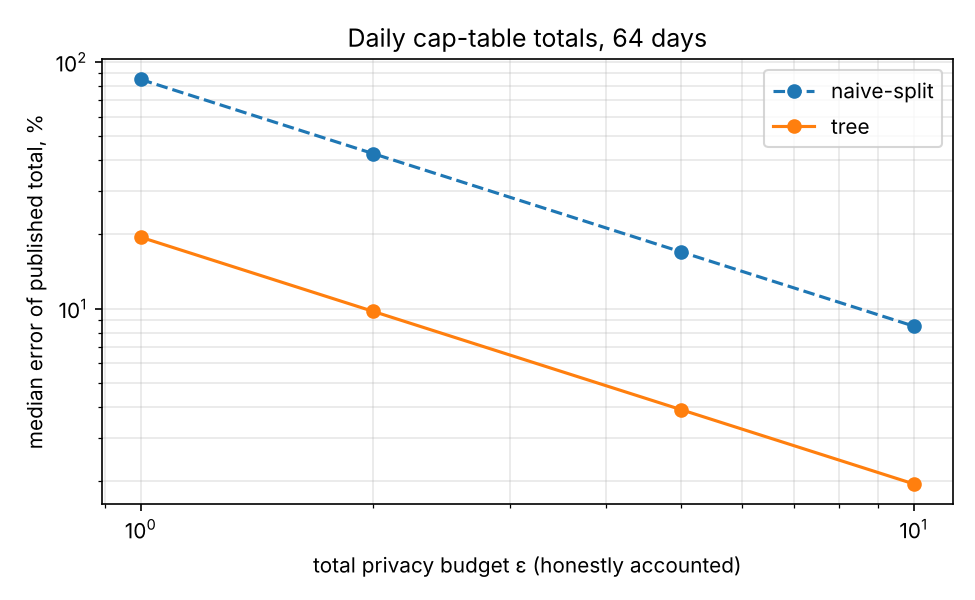 Daily cap-table totals, 64 days
naive-split
tree
median error of published total, %
10²
10¹
10⁰
10¹
total privacy budget ε (honestly accounted)